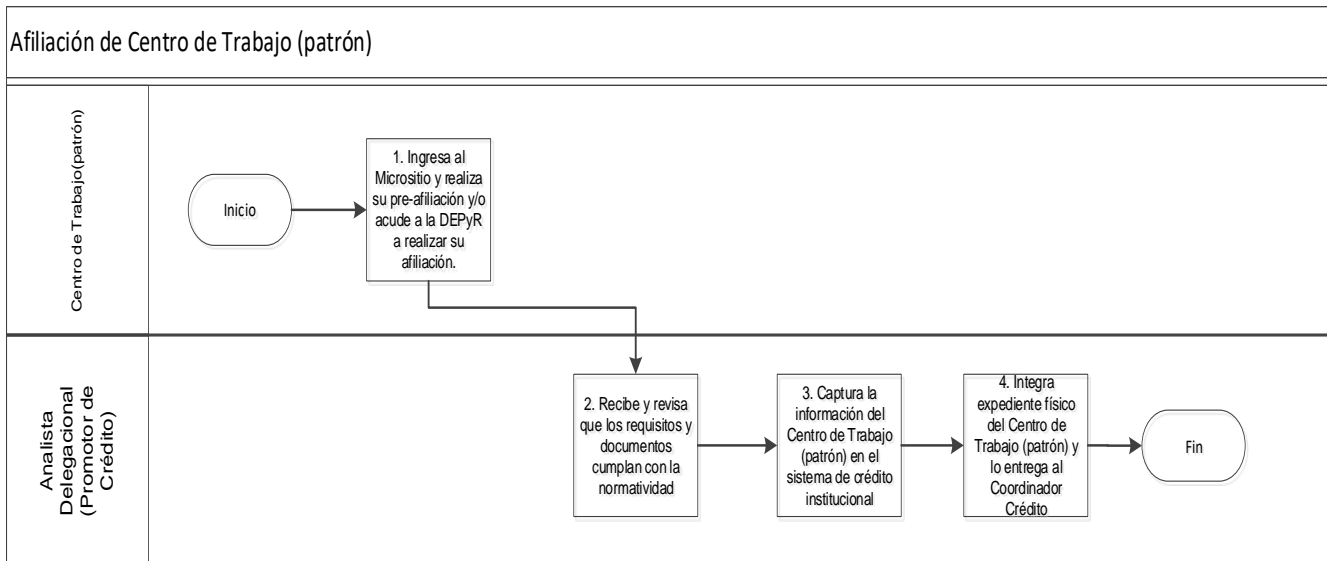 Afiliación de Centro de Trabajo (patrón)
Centro de Trabajo(patrón)
Inicio
1. Ingresa al
Micrositio y realiza
su pre-afiliación y/o
acude a la DEPyR
a realizar su
afiliación.
Analista
Delegacional
(Promotor de
Crédito)
2. Recibe y revisa
que los requisitos y
documentos
cumplan con la
normatividad
3. Captura la
información del
Centro de Trabajo
(patrón) en el
sistema de crédito
institucional
4. Integra
expediente físico
del Centro de
Trabajo (patrón) y
lo entrega al
Coordinador
Crédito
Fin